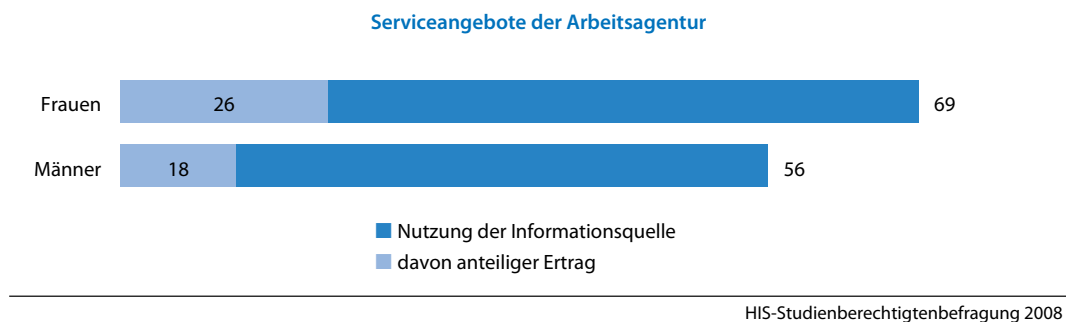 Serviceangebote der Arbeitsagentur
Frauen 26 69
Männer 18 56
Nutzung der Informationsquelle
davon anteiliger Ertrag
HIS-Studienberechtigtenbefragung 2008